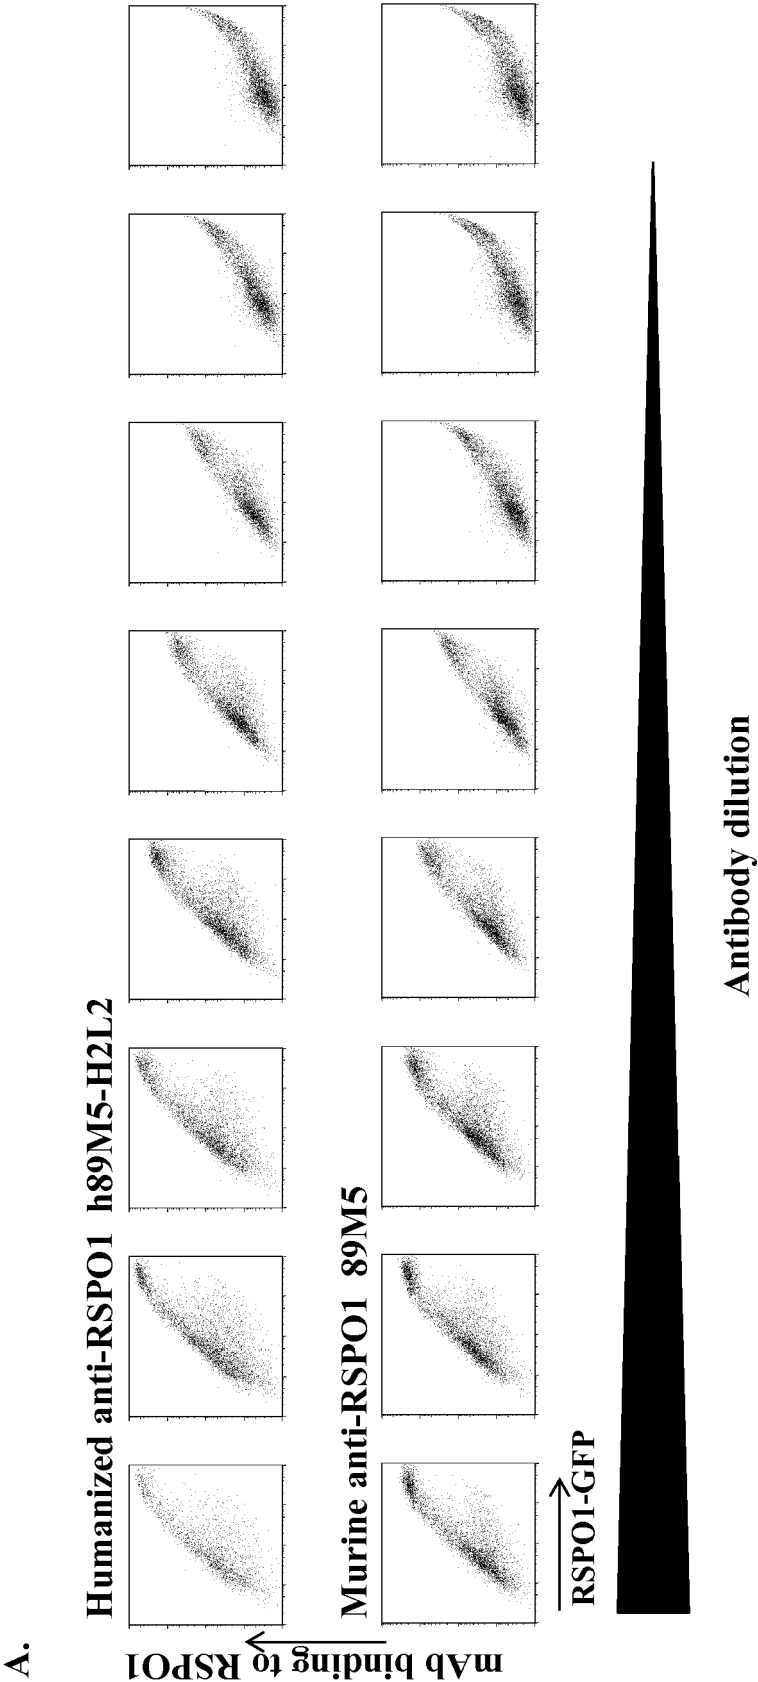 A.
Humanized anti-RSPO1 h89M5-H2L2
Murine anti-RSPO1 89M5
mAb binding to RSPO1
RSPO1-GFP
Antibody dilution